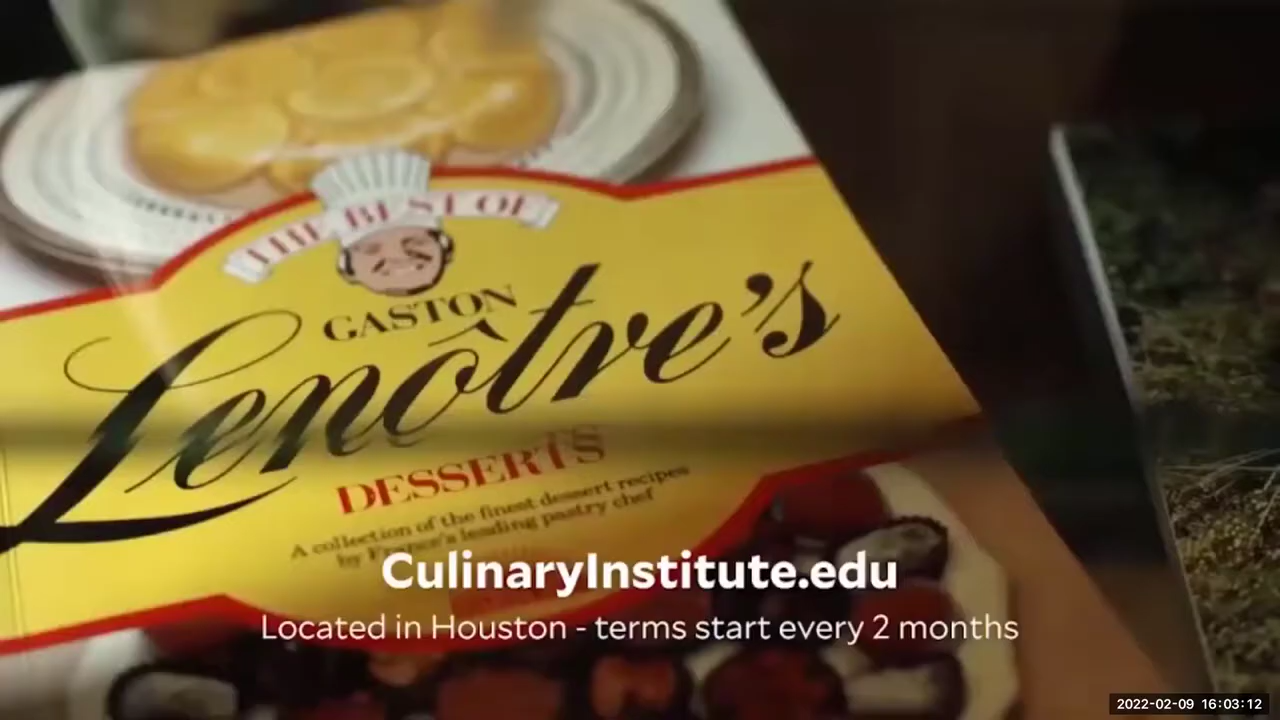 THE BEST OF
GASTON
Lenôtre's
DESSERTS
A collection of the finest dessert recipes
by France's leading pastry chef
CulinaryInstitute.edu
Located in Houston - terms start every 2 months
2022-02-09 16:03:12